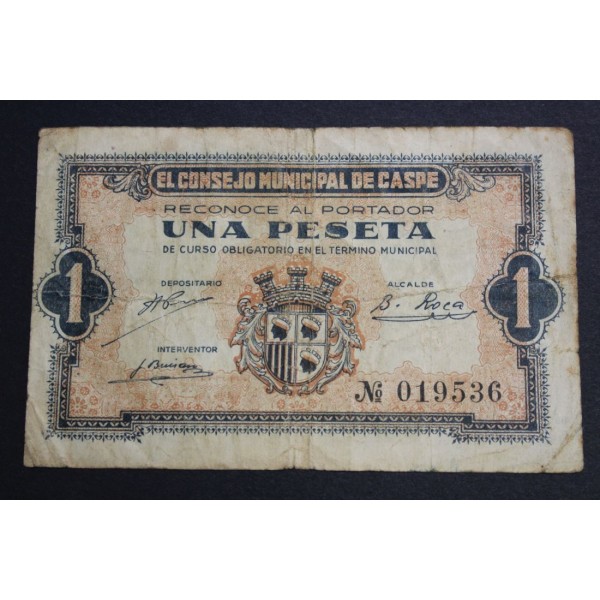 EL CONSEJO MUNICIPAL DE CASPE
RECONOCE AL PORTADOR
UNA PESETA
DE CURSO OBLIGATORIO EN EL TERMINO MUNICIPAL
1
1
DEPOSITARIO
ALCALDE
B. Roca
INTERVENTOR
№ 019536